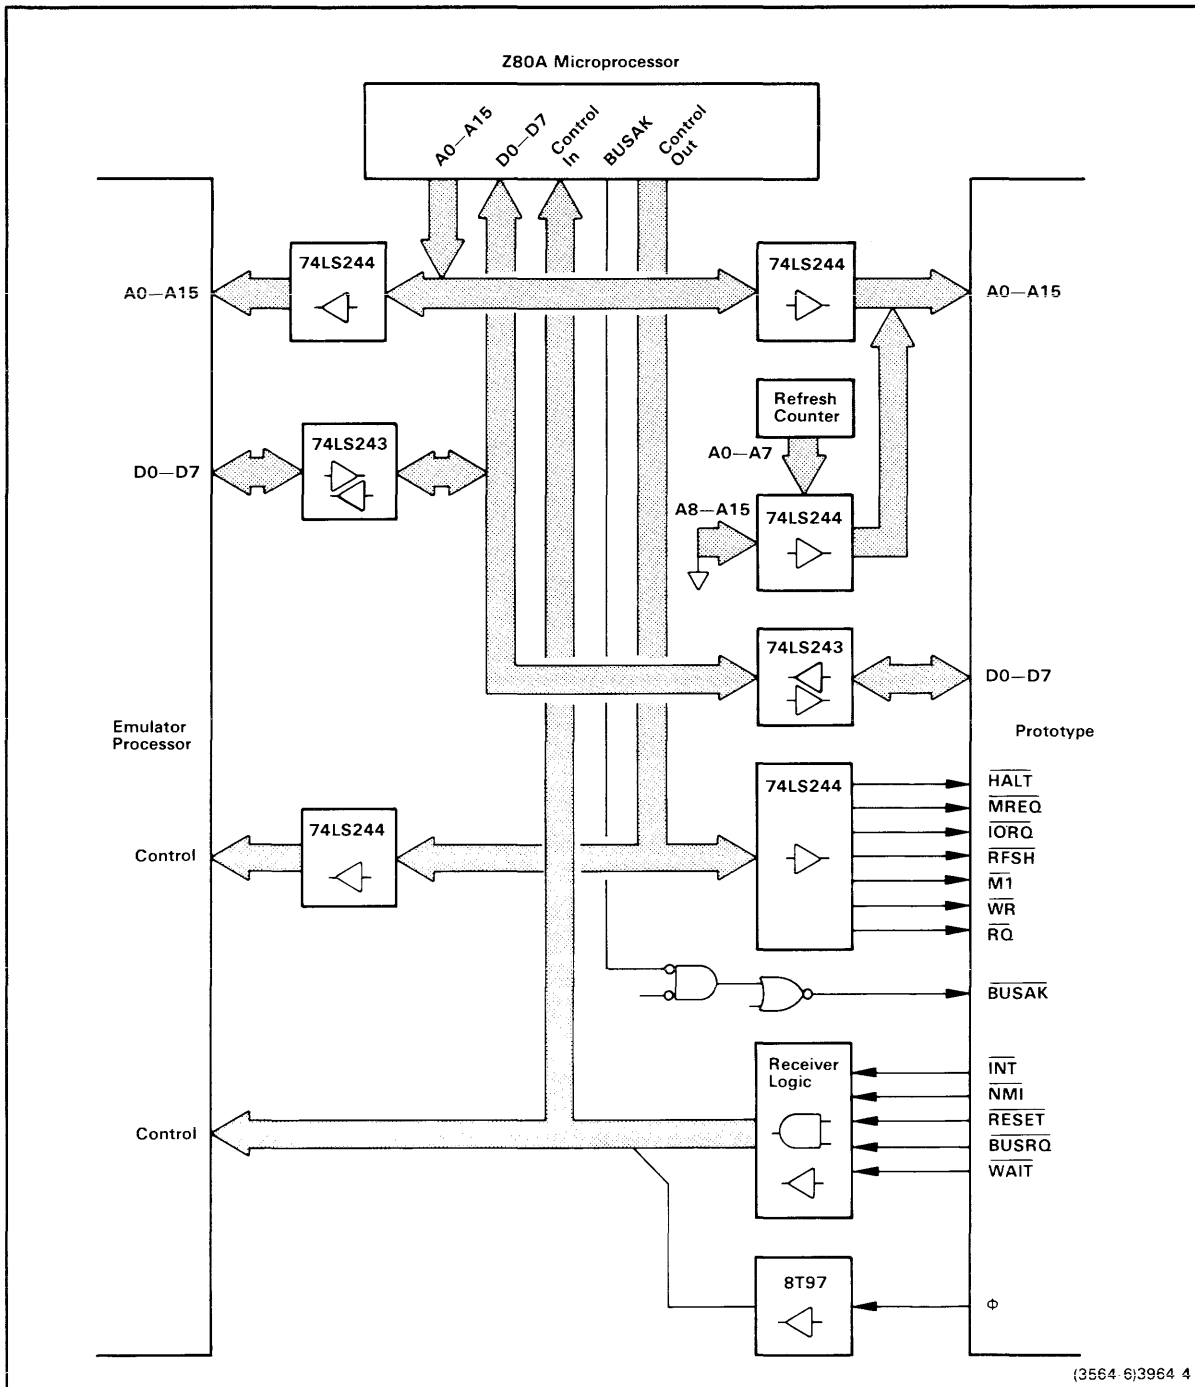 Z80A Microprocessor
A0—A15
D0—D7
Control
In
BUSAK
Control
Out
74LS244
74LS244
A0—A15
A0—A15
Refresh
Counter
74LS243
A0—A7
D0—D7
A8—A15
74LS244
74LS243
D0—D7
Emulator
Processor
Prototype
74LS244
HALT
MREQ
74LS244
IORQ
Control
RFSH
M1
WR
RQ
BUSAK
Receiver
Logic
INT
NMI
RESET
Control
BUSRQ
WAIT
8T97
Φ
(3564-6)3964-4